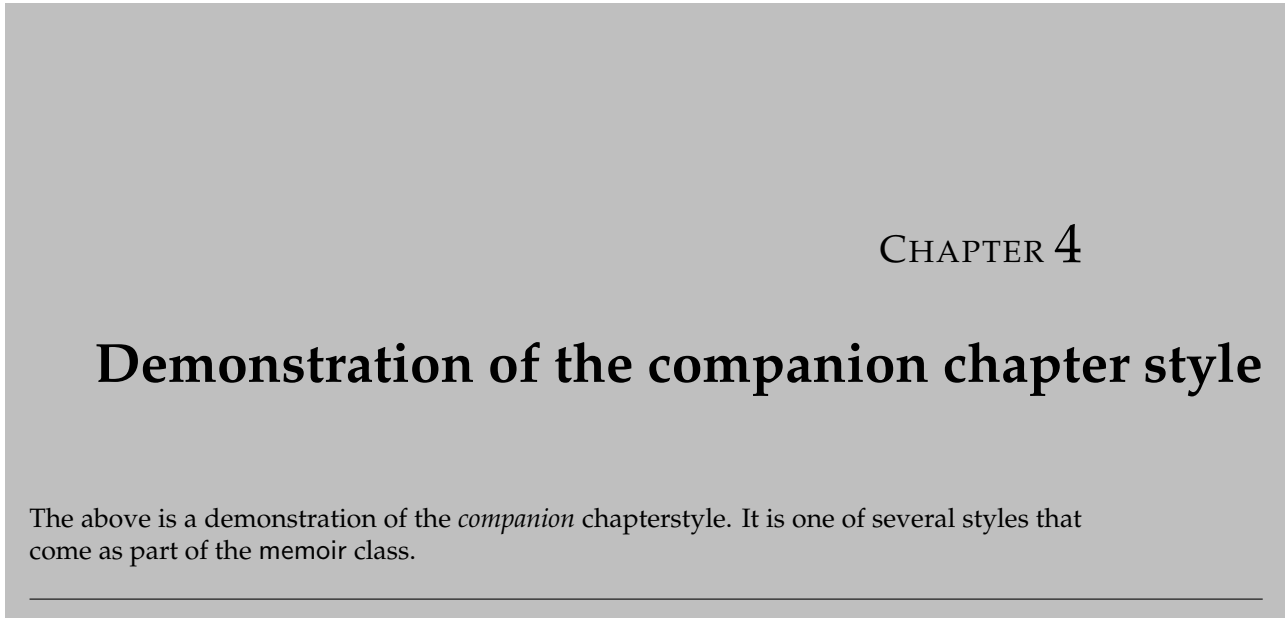 CHAPTER 4
Demonstration of the companion chapter style
The above is a demonstration of the companion chapterstyle. It is one of several styles that
come as part of the memoir class.